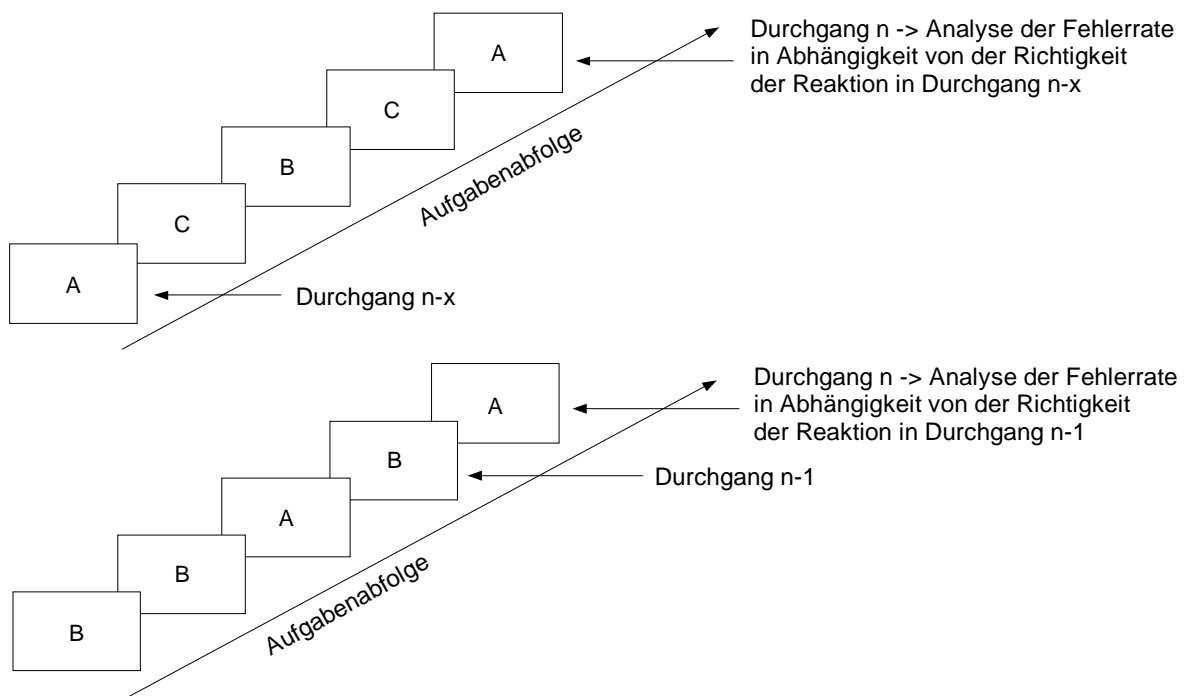 Durchgang n -> Analyse der Fehlerrate
in Abhängigkeit von der Richtigkeit
der Reaktion in Durchgang n-x
A
C
B
C
A
Aufgabenabfolge
Durchgang n-x
Durchgang n -> Analyse der Fehlerrate
in Abhängigkeit von der Richtigkeit
der Reaktion in Durchgang n-1
A
B
Durchgang n-1
A
B
B
Aufgabenabfolge